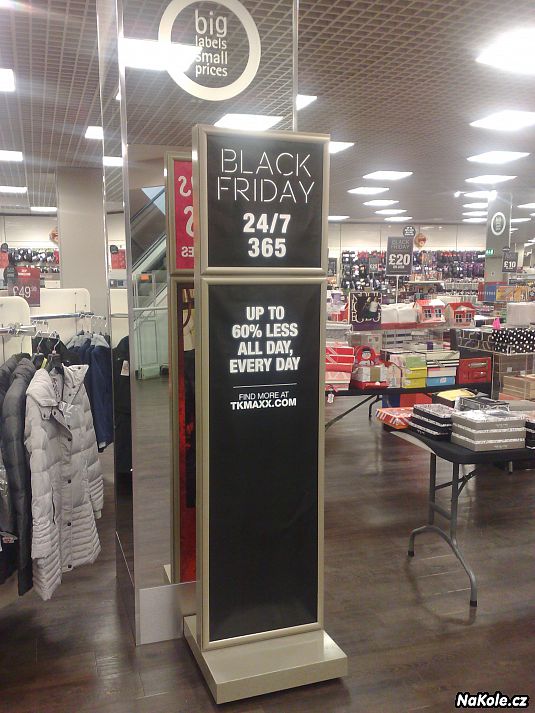 big
labels
small
prices
BLACK
FRIDAY
24/7
365
UP TO
60% LESS
ALL DAY,
EVERY DAY
FIND MORE AT
TKMAXX.COM
£49.99
BLACK
FRIDAY
£20
£10
NaKole.cz